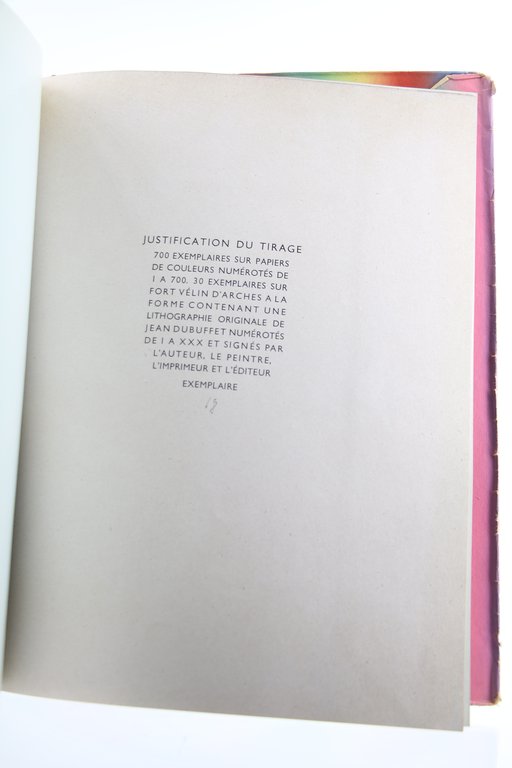 JUSTIFICATION DU TIRAGE
700 EXEMPLAIRES SUR PAPIERS
DE COULEURS NUMÉROTÉS DE
1 A 700, 30 EXEMPLAIRES SUR
FORT VÉLIN D'ARCHES A LA
FORME CONTENANT UNE
LITHOGRAPHIE ORIGINALE DE
JEAN DUBUFFET NUMÉROTÉS
DE I A XXX ET SIGNÉS PAR
L'AUTEUR, LE PEINTRE,
L'IMPRIMEUR ET L'ÉDITEUR
EXEMPLAIRE